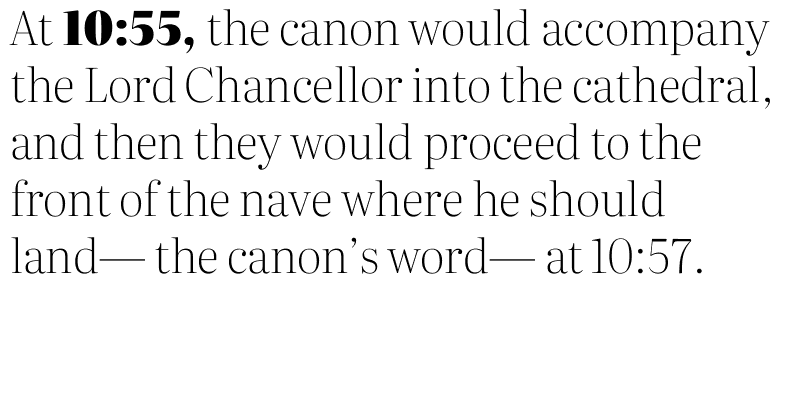 At 10:55, the canon would accompany
the Lord Chancellor into the cathedral,
and then they would proceed to the
front of the nave where he should
land— the canon’s word— at 10:57.